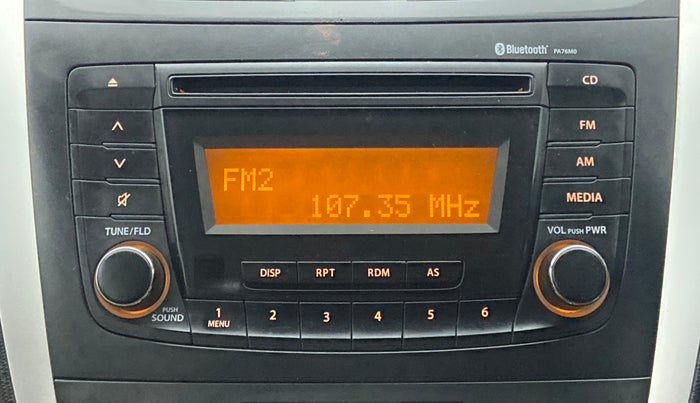 Bluetooth PA76M0
CD
FM
AM
MEDIA
FM2
107.35 MHz
TUNE/FLD
VOL PUSH PWR
DISP RPT RDM AS
PUSH
SOUND
1 2 3 4 5 6
MENU